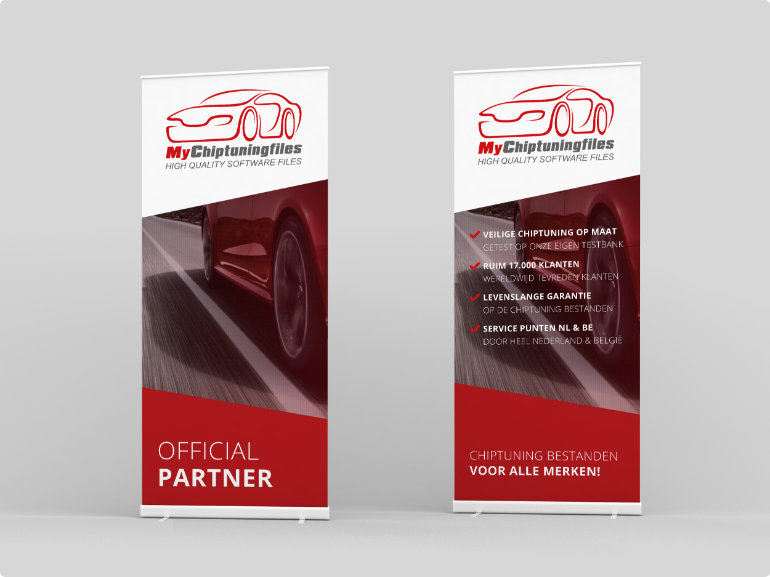 MyChiptuningfiles
HIGH QUALITY SOFTWARE FILES
OFFICIAL
PARTNER
MyChiptuningfiles
HIGH QUALITY SOFTWARE FILES
VEILIGE CHIPTUNING OP MAAT
GETEST OP ONZE EIGEN TESTBANK
RUIM 17.000 KLANTEN
WERELDWIJD TEVREDEN KLANTEN
LEVENSLANGE GARANTIE
OP DE CHIPTUNING BESTANDEN
SERVICE PUNTEN NL & BE
DOOR HEEL NEDERLAND & BELGIË
CHIPTUNING BESTANDEN
VOOR ALLE MERKEN!